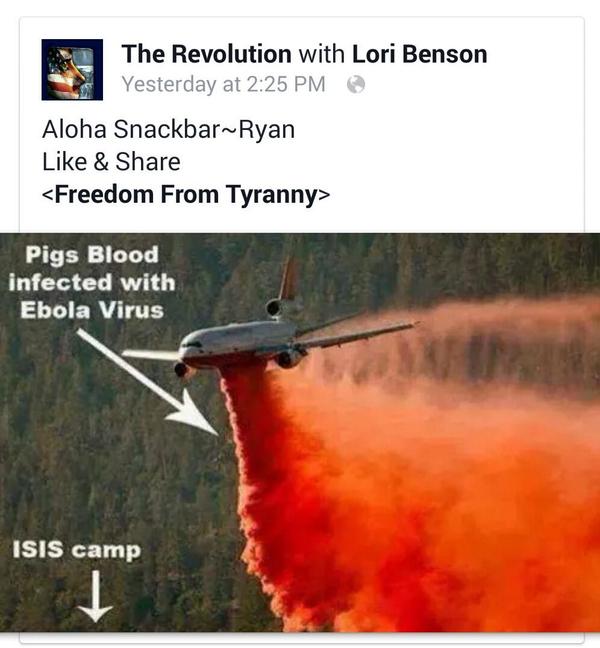 The Revolution with Lori Benson
Yesterday at 2:25 PM
Aloha Snackbar~Ryan
Like & Share
<Freedom From Tyranny>
Pigs Blood
infected with
Ebola Virus
ISIS camp